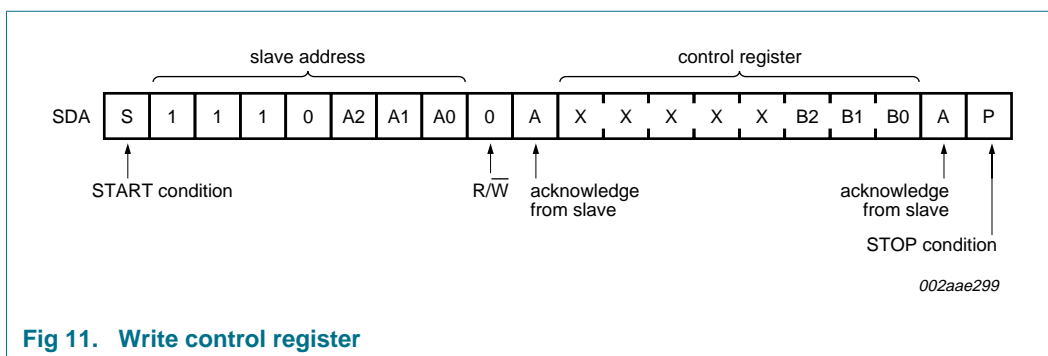 slave address control register
SDA S 1 1 1 0 A2 A1 A0 0 A X X X X X B2 B1 B0 A P
START condition R/W̅ acknowledge from slave acknowledge from slave
STOP condition
002aae299
Fig 11. Write control register